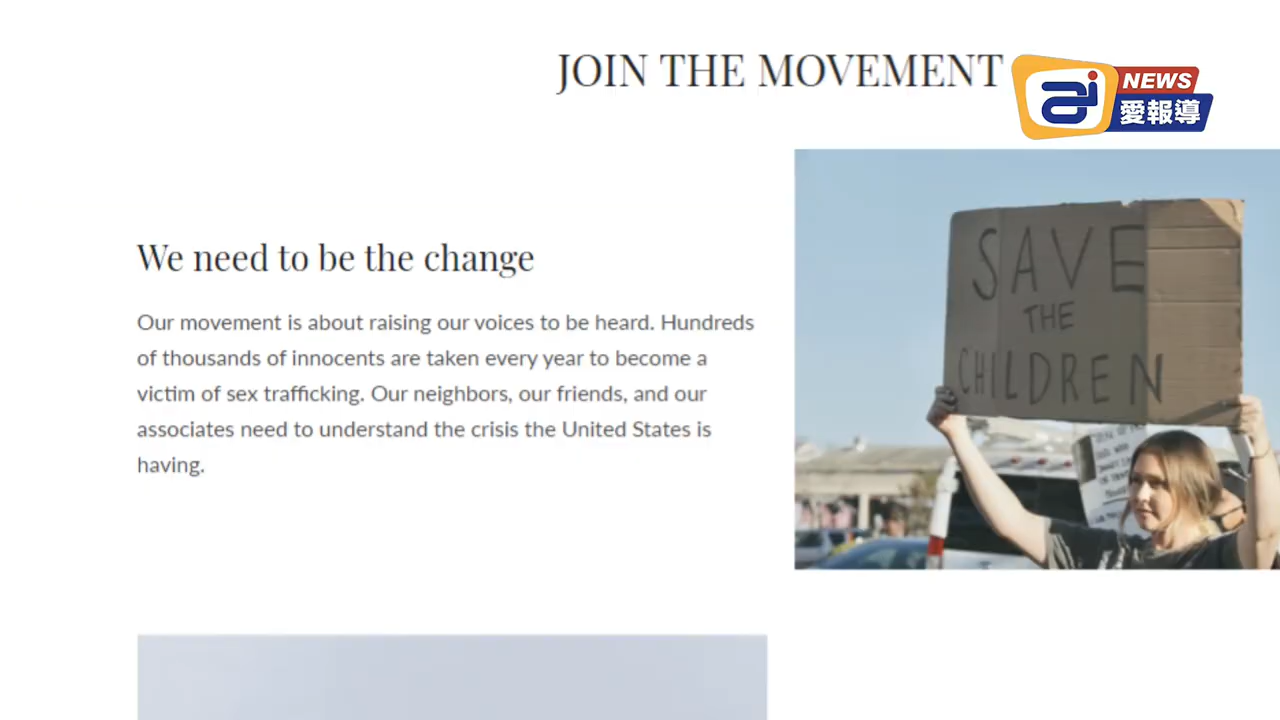 JOIN THE MOVEMENT
NEWS
愛報導
We need to be the change
Our movement is about raising our voices to be heard. Hundreds
of thousands of innocents are taken every year to become a
victim of sex trafficking. Our neighbors, our friends, and our
associates need to understand the crisis the United States is
having.
SAVE
THE
CHILDREN